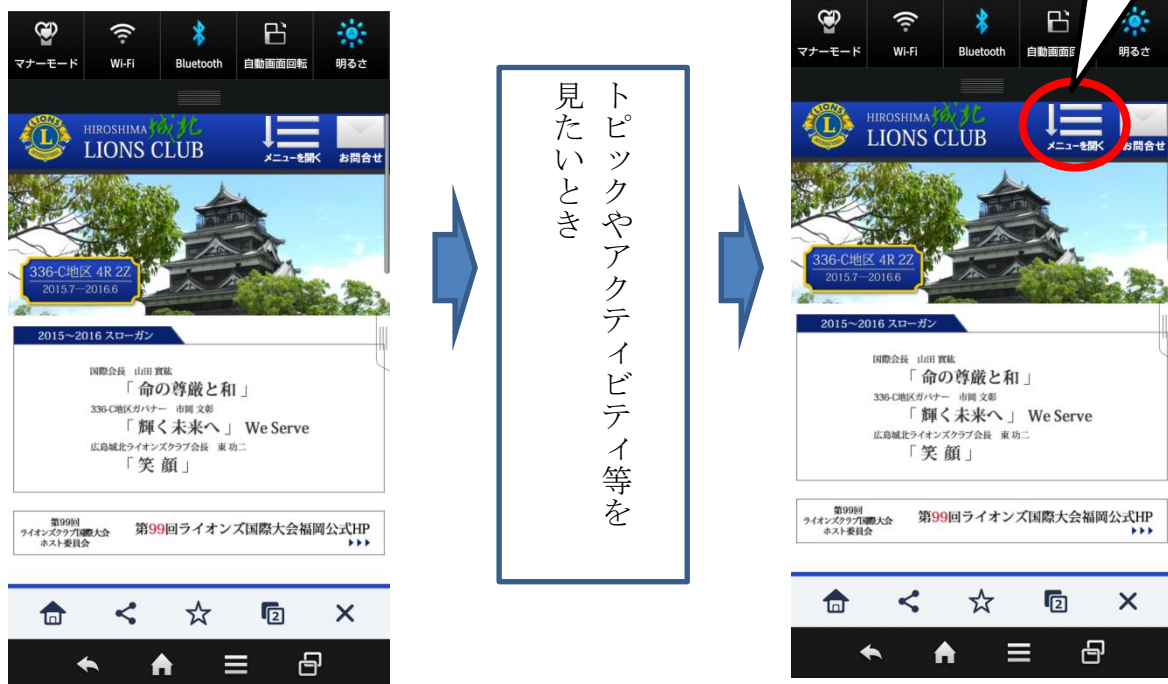 マナーモード
Wi-Fi
Bluetooth
自動画面回転
明るさ
LIONS
L
INTERNATIONAL
HIROSHIMA 城北
LIONS CLUB
メニューを開く
お問合せ
336-C地区 4R 2Z
2015.7―2016.6
2015～2016 スローガン
国際会長 山田 實紘
「 命の尊厳と和 」
336-C地区ガバナー 市岡 文彰
「 輝く未来へ 」 We Serve
広島城北ライオンズクラブ会長 東 功二
「 笑 顔 」
第99回
ライオンズクラブ国際大会
ホスト委員会
第99回ライオンズ国際大会福岡公式HP
2
トピックやアクティビティ等を
見たいとき
マナーモード
Wi-Fi
Bluetooth
自動画面
明るさ
LIONS
L
INTERNATIONAL
HIROSHIMA 城北
LIONS CLUB
メニューを開く
お問合せ
336-C地区 4R 2Z
2015.7―2016.6
2015～2016 スローガン
国際会長 山田 實紘
「 命の尊厳と和 」
336-C地区ガバナー 市岡 文彰
「 輝く未来へ 」 We Serve
広島城北ライオンズクラブ会長 東 功二
「 笑 顔 」
第99回
ライオンズクラブ国際大会
ホスト委員会
第99回ライオンズ国際大会福岡公式HP
2